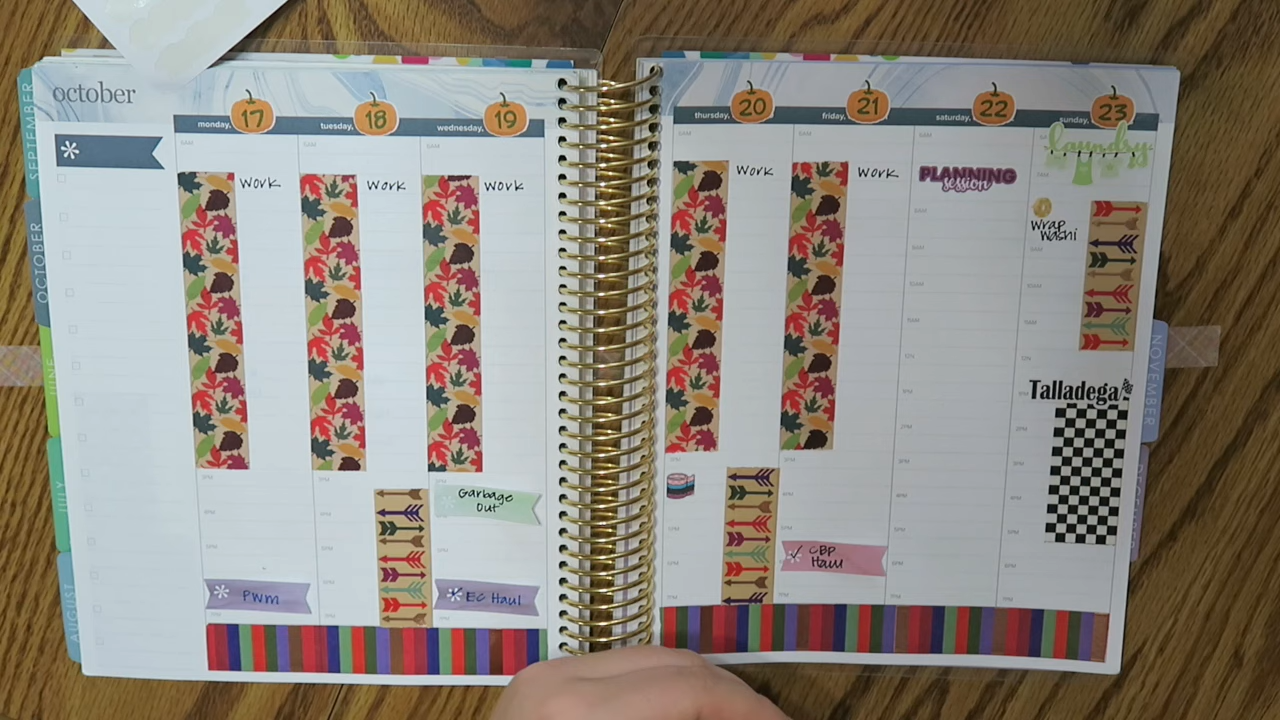 october
monday, 17
tuesday, 18
wednesday, 19
thursday, 20
friday, 21
saturday, 22
sunday, 23
laundry
Work
Work
Work
Work
Work
PLANNING
session
Wrap
Washi
Talladega
Garbage
Out
PWM
EC Haul
CBP
Haul
SEPTEMBER
OCTOBER
JUNE
JULY
AUGUST
NOVEMBER